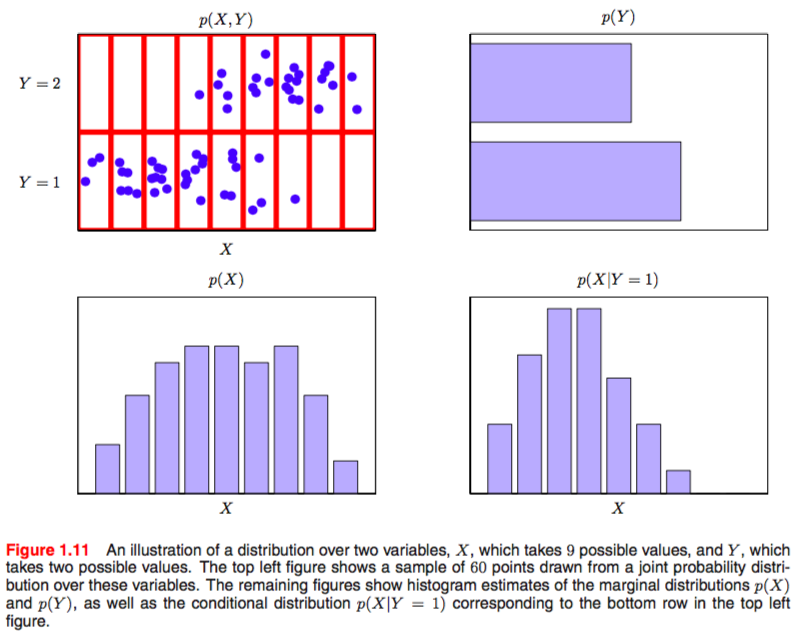 p(X,Y)
p(Y)
Y = 2
Y = 1
X
p(X)
p(X|Y = 1)
X
X
Figure 1.11 An illustration of a distribution over two variables, X, which takes 9 possible values, and Y, which
takes two possible values. The top left figure shows a sample of 60 points drawn from a joint probability distri-
bution over these variables. The remaining figures show histogram estimates of the marginal distributions p(X)
and p(Y), as well as the conditional distribution p(X|Y = 1) corresponding to the bottom row in the top left
figure.